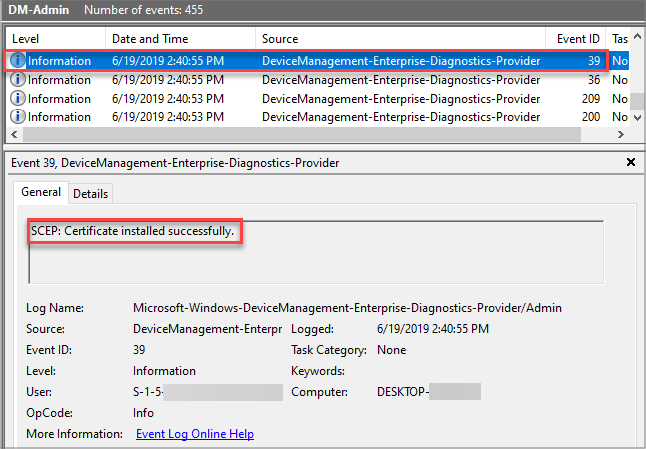 DM-Admin Number of events: 455
Level Date and Time Source Event ID Tas
Information 6/19/2019 2:40:55 PM DeviceManagement-Enterprise-Diagnostics-Provider 39 No
Information 6/19/2019 2:40:55 PM DeviceManagement-Enterprise-Diagnostics-Provider 36 No
Information 6/19/2019 2:40:53 PM DeviceManagement-Enterprise-Diagnostics-Provider 209 No
Information 6/19/2019 2:40:53 PM DeviceManagement-Enterprise-Diagnostics-Provider 200 No
Event 39, DeviceManagement-Enterprise-Diagnostics-Provider
General Details
SCEP: Certificate installed successfully.
Log Name: Microsoft-Windows-DeviceManagement-Enterprise-Diagnostics-Provider/Admin
Source: DeviceManagement-Enterpr Logged: 6/19/2019 2:40:55 PM
Event ID: 39 Task Category: None
Level: Information Keywords:
User: S-1-5- Computer: DESKTOP-
OpCode: Info
More Information: Event Log Online Help